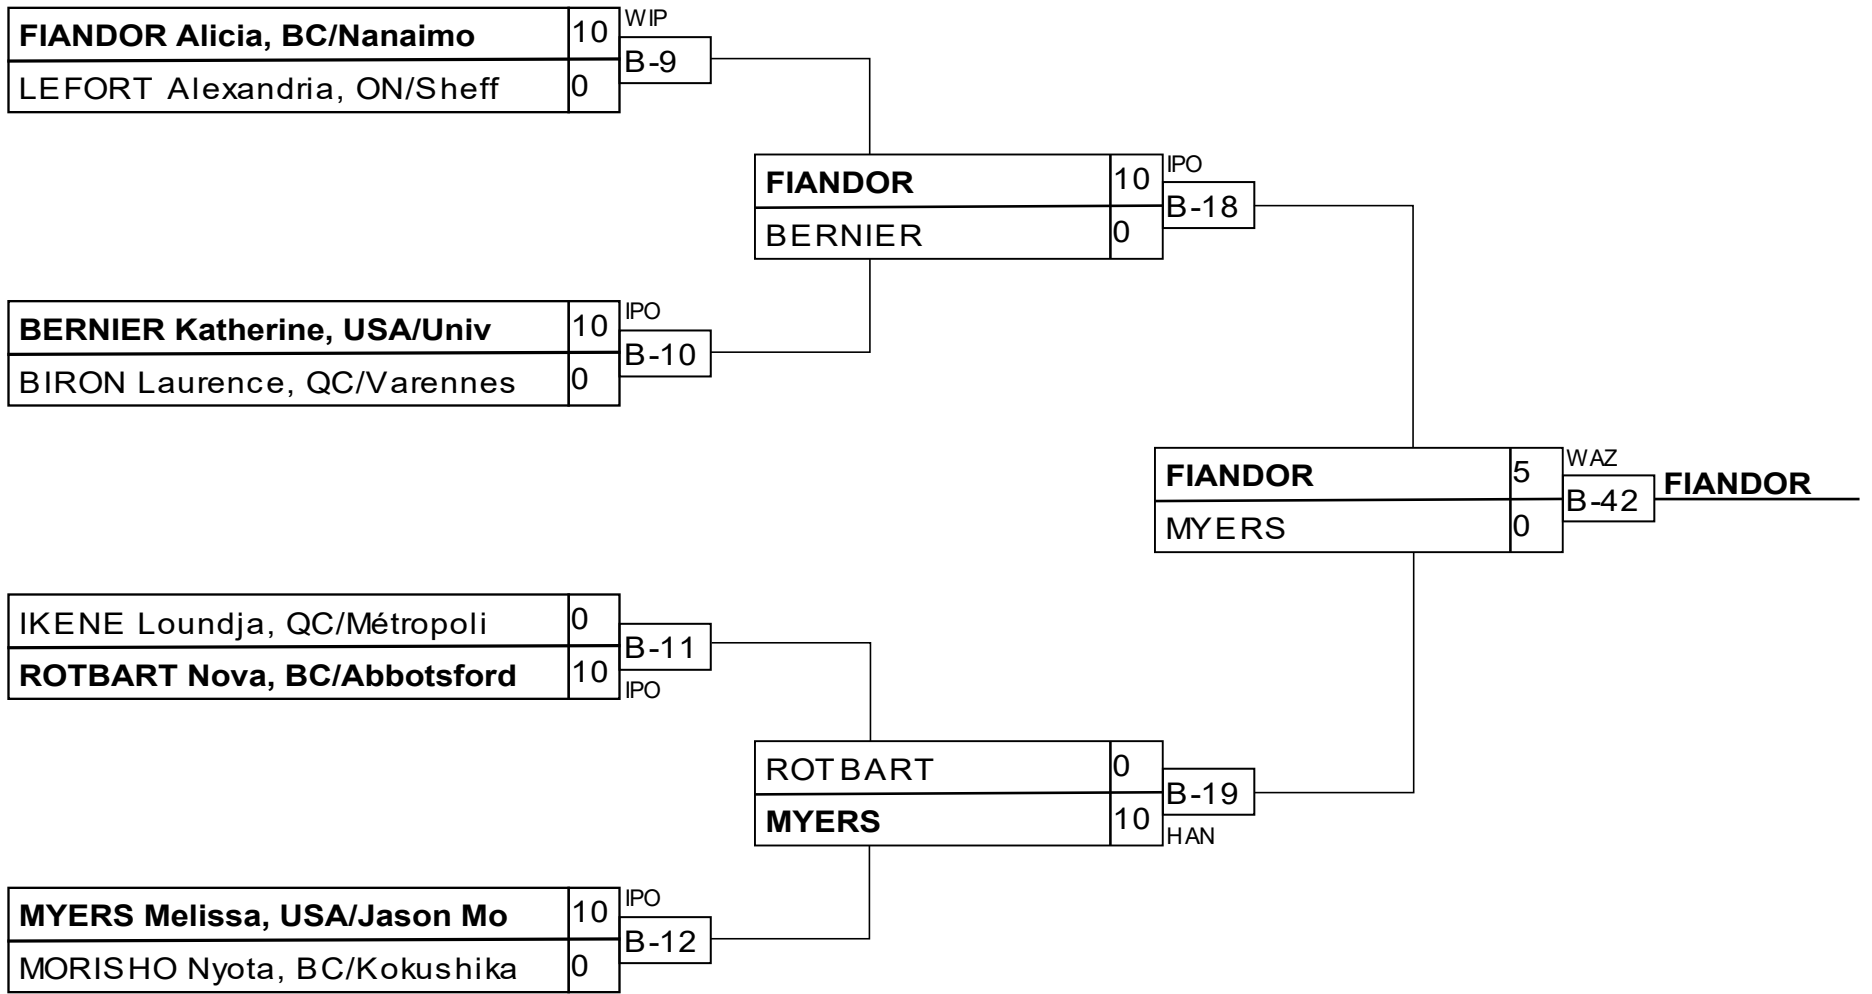 FIANDOR Alicia, BC/Nanaimo 10 WIP
B-9
LEFORT Alexandria, ON/Sheff 0
FIANDOR 10 IPO
B-18
BERNIER 0
BERNIER Katherine, USA/Univ 10 IPO
B-10
BIRON Laurence, QC/Varennes 0
FIANDOR 5 WAZ
B-42 FIANDOR
MYERS 0
IKENE Loundja, QC/Métropoli 0
B-11
ROTBART Nova, BC/Abbotsford 10 IPO
ROTBART 0
B-19
MYERS 10 HAN
MYERS Melissa, USA/Jason Mo 10 IPO
B-12
MORISHO Nyota, BC/Kokushika 0